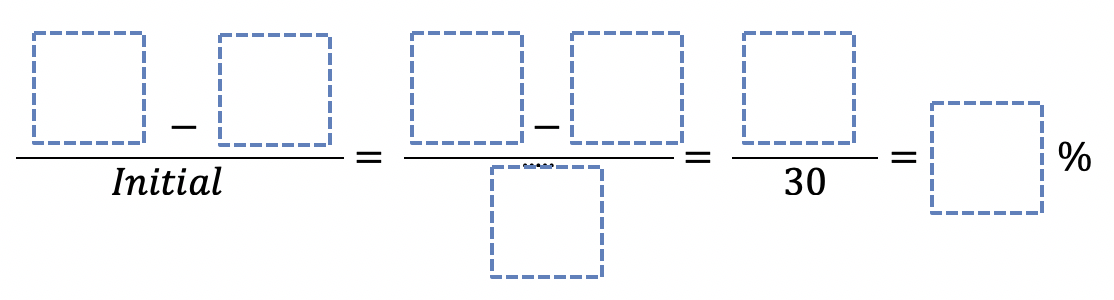 − = − = = %
Initial 30